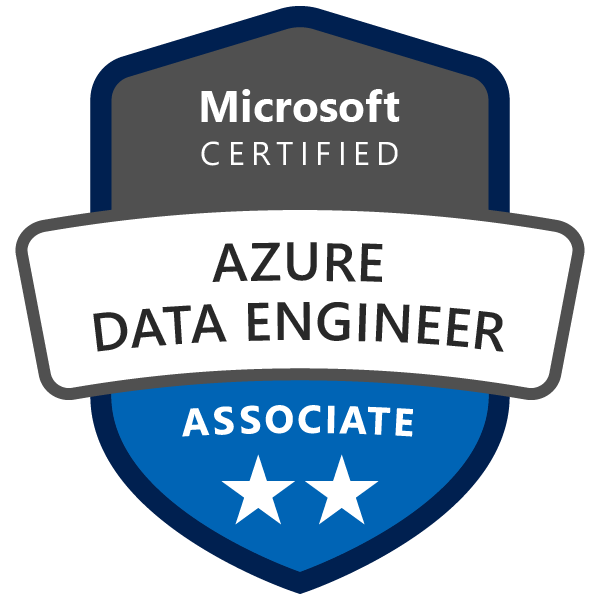 Microsoft
CERTIFIED
AZURE
DATA ENGINEER
ASSOCIATE